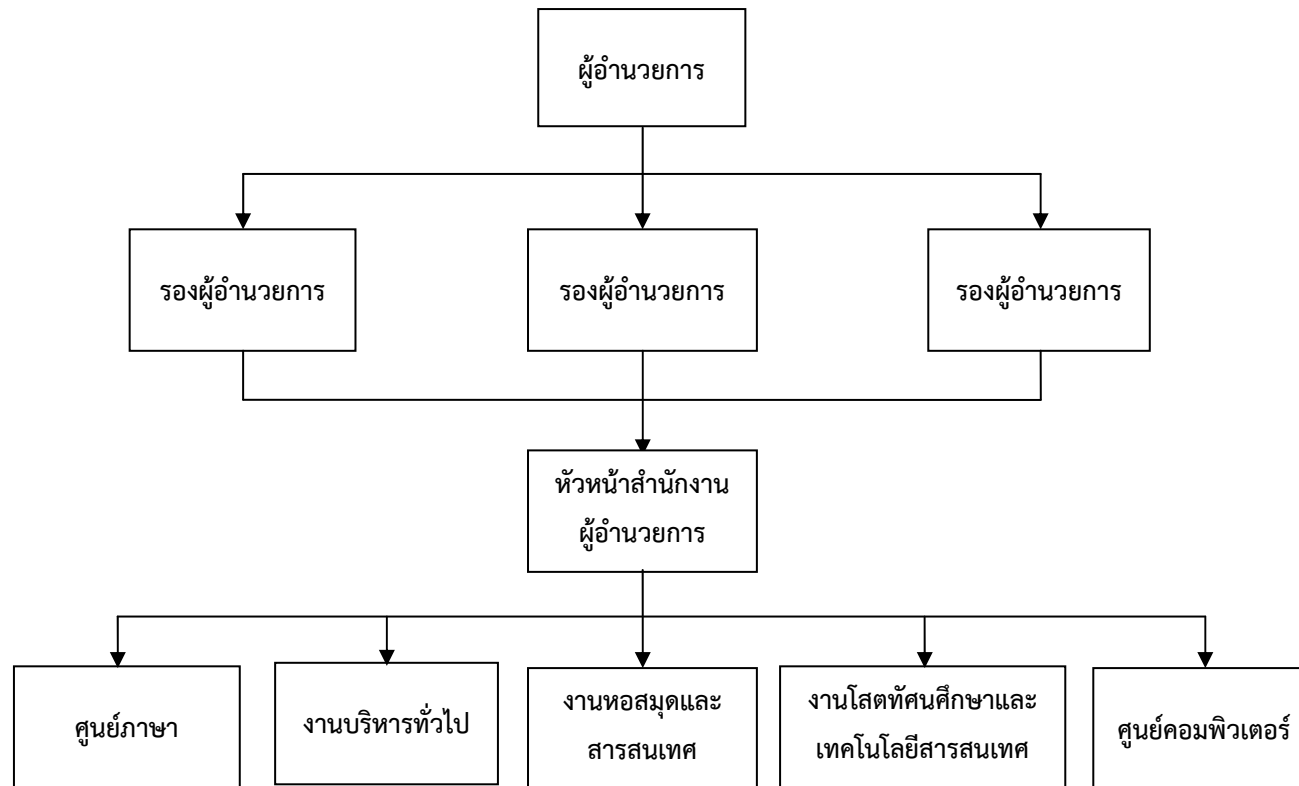 ผู้อำนวยการ
รองผู้อำนวยการ
รองผู้อำนวยการ
รองผู้อำนวยการ
หัวหน้าสำนักงาน
ผู้อำนวยการ
ศูนย์ภาษา
งานบริหารทั่วไป
งานหอสมุดและ
สารสนเทศ
งานโสตทัศนศึกษาและ
เทคโนโลยีสารสนเทศ
ศูนย์คอมพิวเตอร์